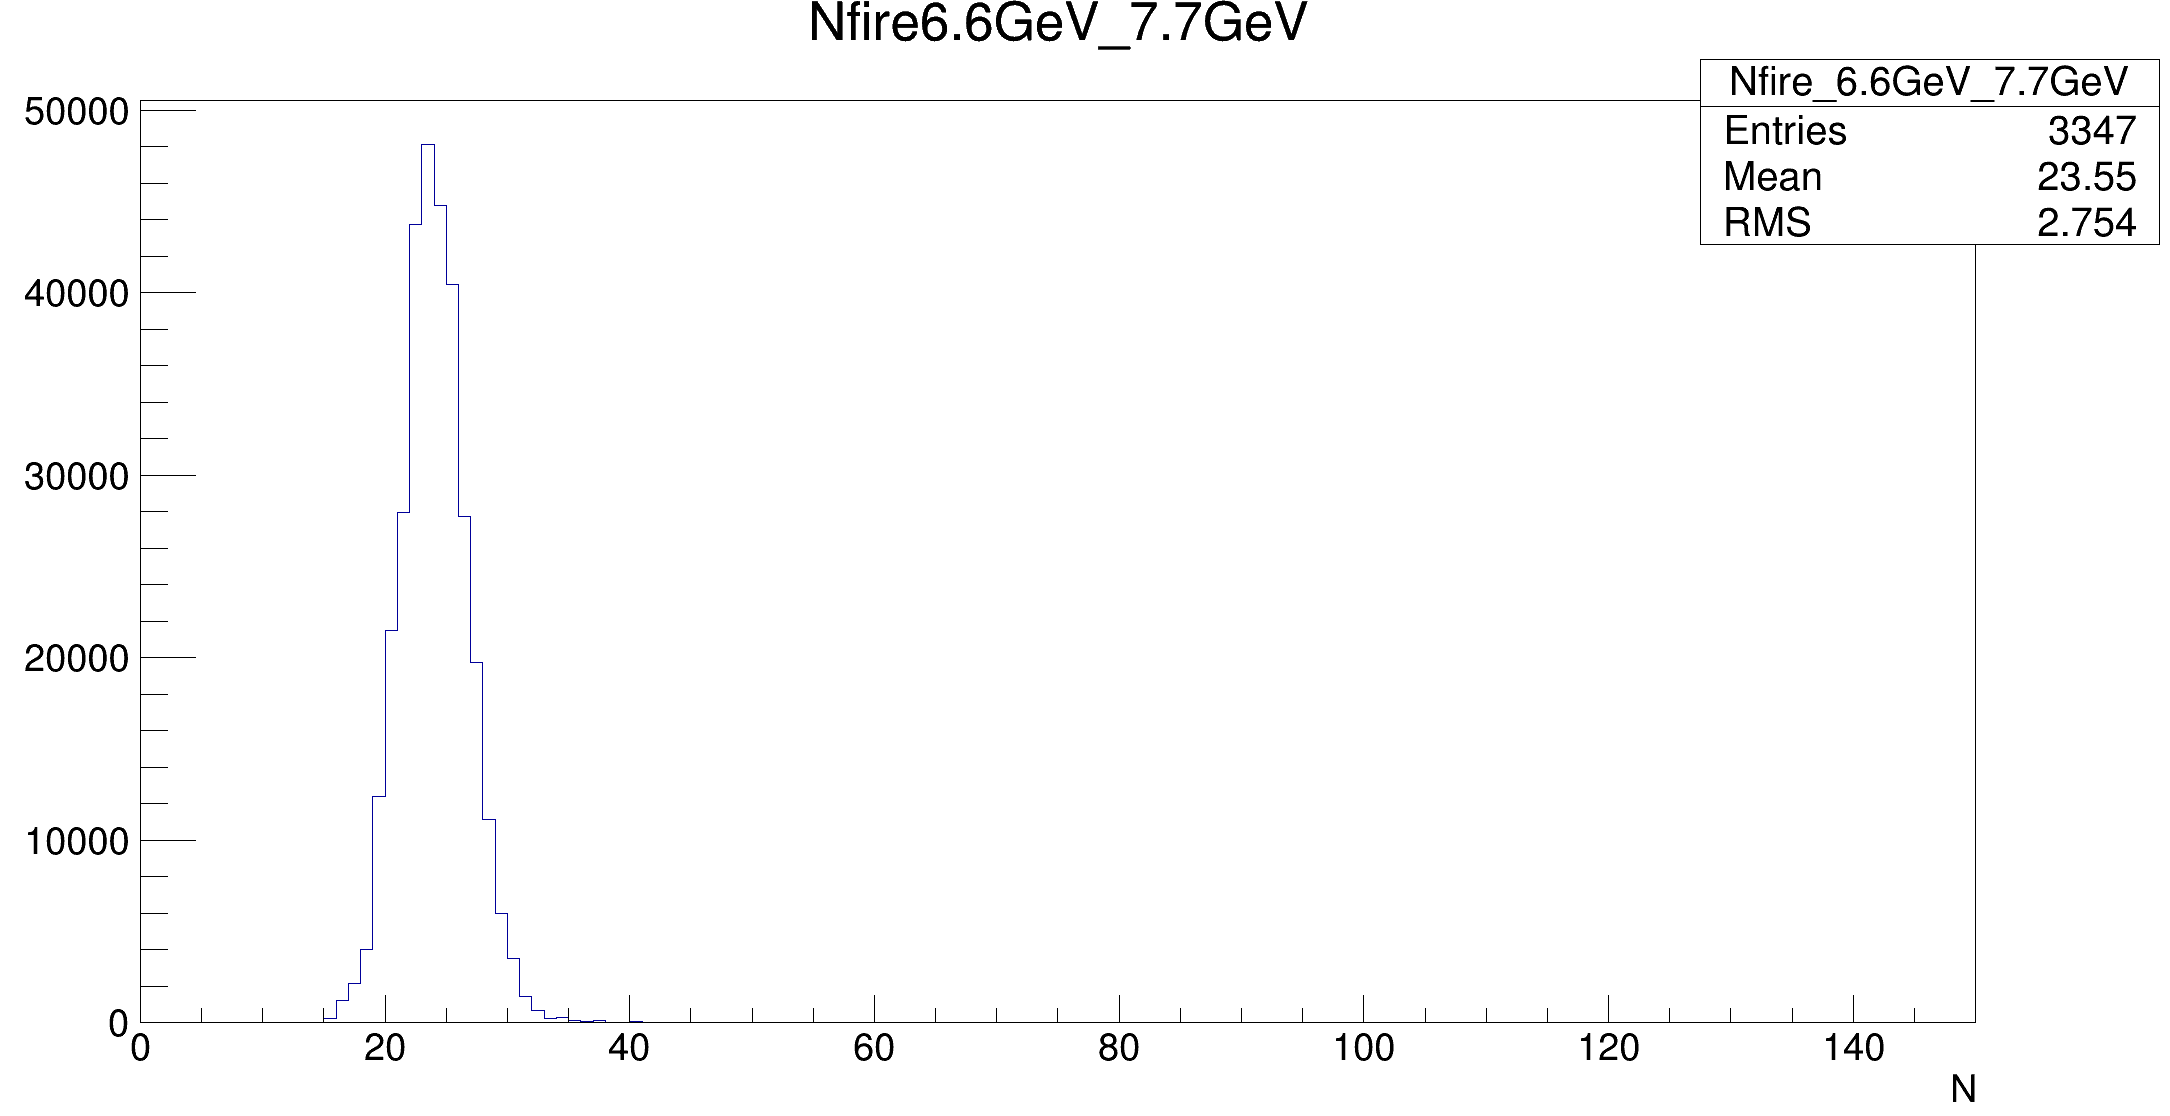 Nfire6.6GeV_7.7GeV
Nfire_6.6GeV_7.7GeV
Entries 3347
Mean 23.55
RMS 2.754
50000
40000
30000
20000
10000
0
0 20 40 60 80 100 120 140
N